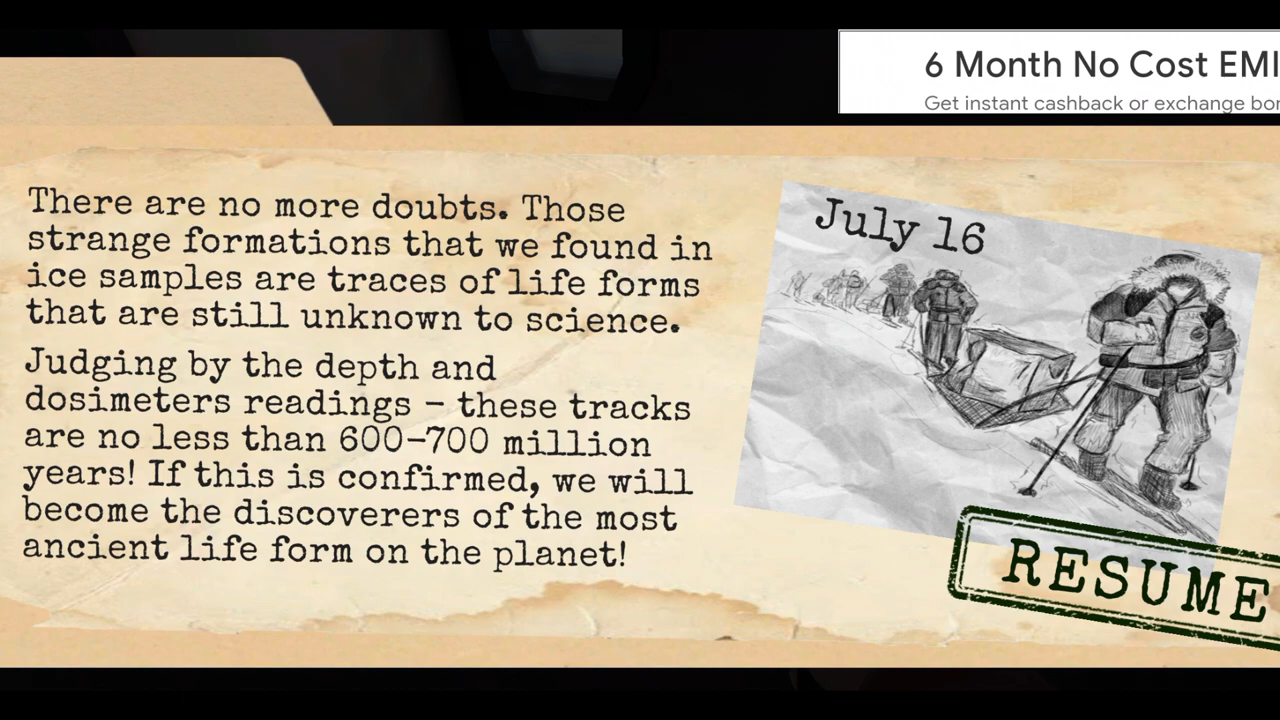 6 Month No Cost EMI
Get instant cashback or exchange
There are no more doubts. Those
strange formations that we found in
ice samples are traces of life forms
that are still unknown to science.
Judging by the depth and
dosimeters readings – these tracks
are no less than 600–700 million
years! If this is confirmed, we will
become the discoverers of the most
ancient life form on the planet!
July 16
RESUME